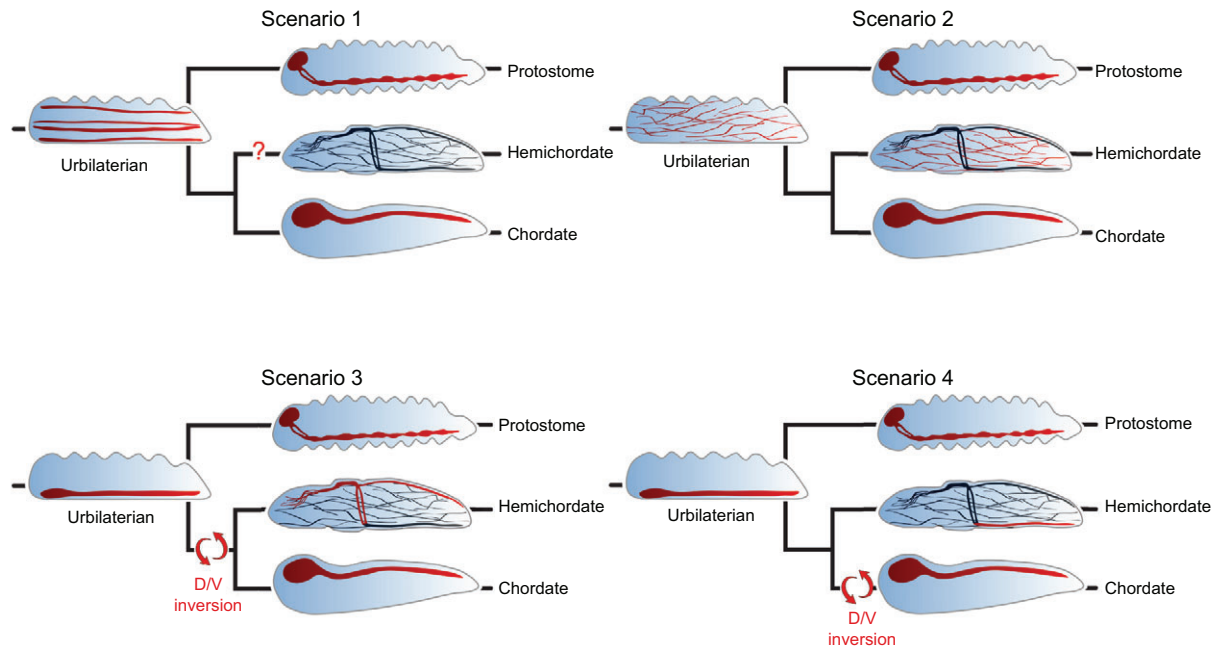 Scenario 1
Protostome
Urbilaterian
?
Hemichordate
Chordate
Scenario 2
Protostome
Urbilaterian
Hemichordate
Chordate
Scenario 3
Protostome
Urbilaterian
Hemichordate
D/V
inversion
Chordate
Scenario 4
Protostome
Urbilaterian
Hemichordate
Chordate
D/V
inversion